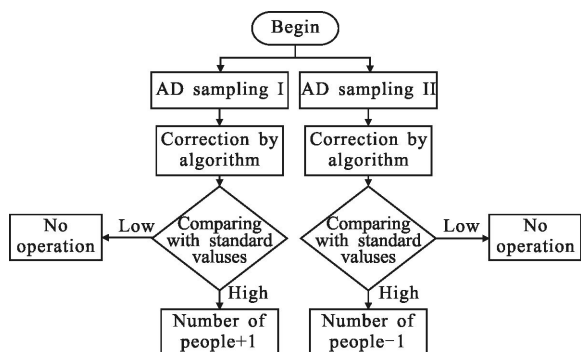 Begin
AD sampling I
AD sampling II
Correction by
algorithm
Correction by
algorithm
No
operation
Low
Comparing
with standard
valuses
Comparing
with standard
valuses
Low
No
operation
High
High
Number of
people+1
Number of
people−1